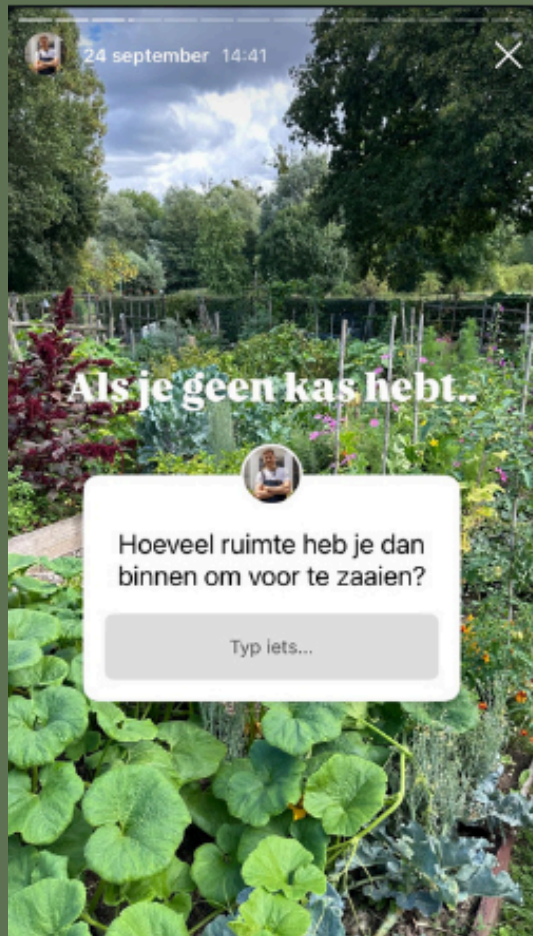 24 september 14:41
Als je geen kas hebt..
Hoeveel ruimte heb je dan
binnen om voor te zaaien?
Typ iets...